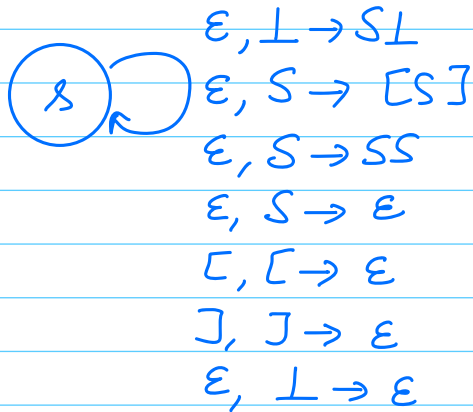 ε, ⊥ → S⊥
s
ε, S → [S]
ε, S → SS
ε, S → ε
[, [ → ε
], ] → ε
ε, ⊥ → ε